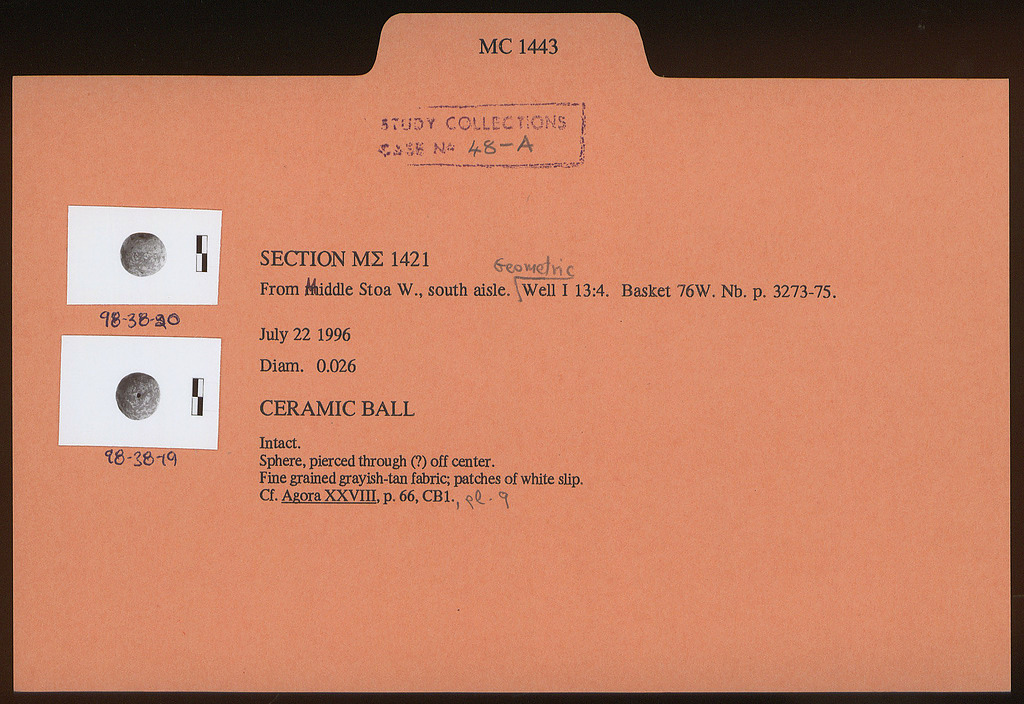 MC 1443
STUDY COLLECTIONS
CASE No 48-A
98-38-20
98-38-19
SECTION ΜΣ 1421
Geometric
From Middle Stoa W., south aisle. Well I 13:4. Basket 76W. Nb. p. 3273-75.
July 22 1996
Diam. 0.026
CERAMIC BALL
Intact.
Sphere, pierced through (?) off center.
Fine grained grayish-tan fabric; patches of white slip.
Cf. Agora XXVIII, p. 66, CB1., pl. 9